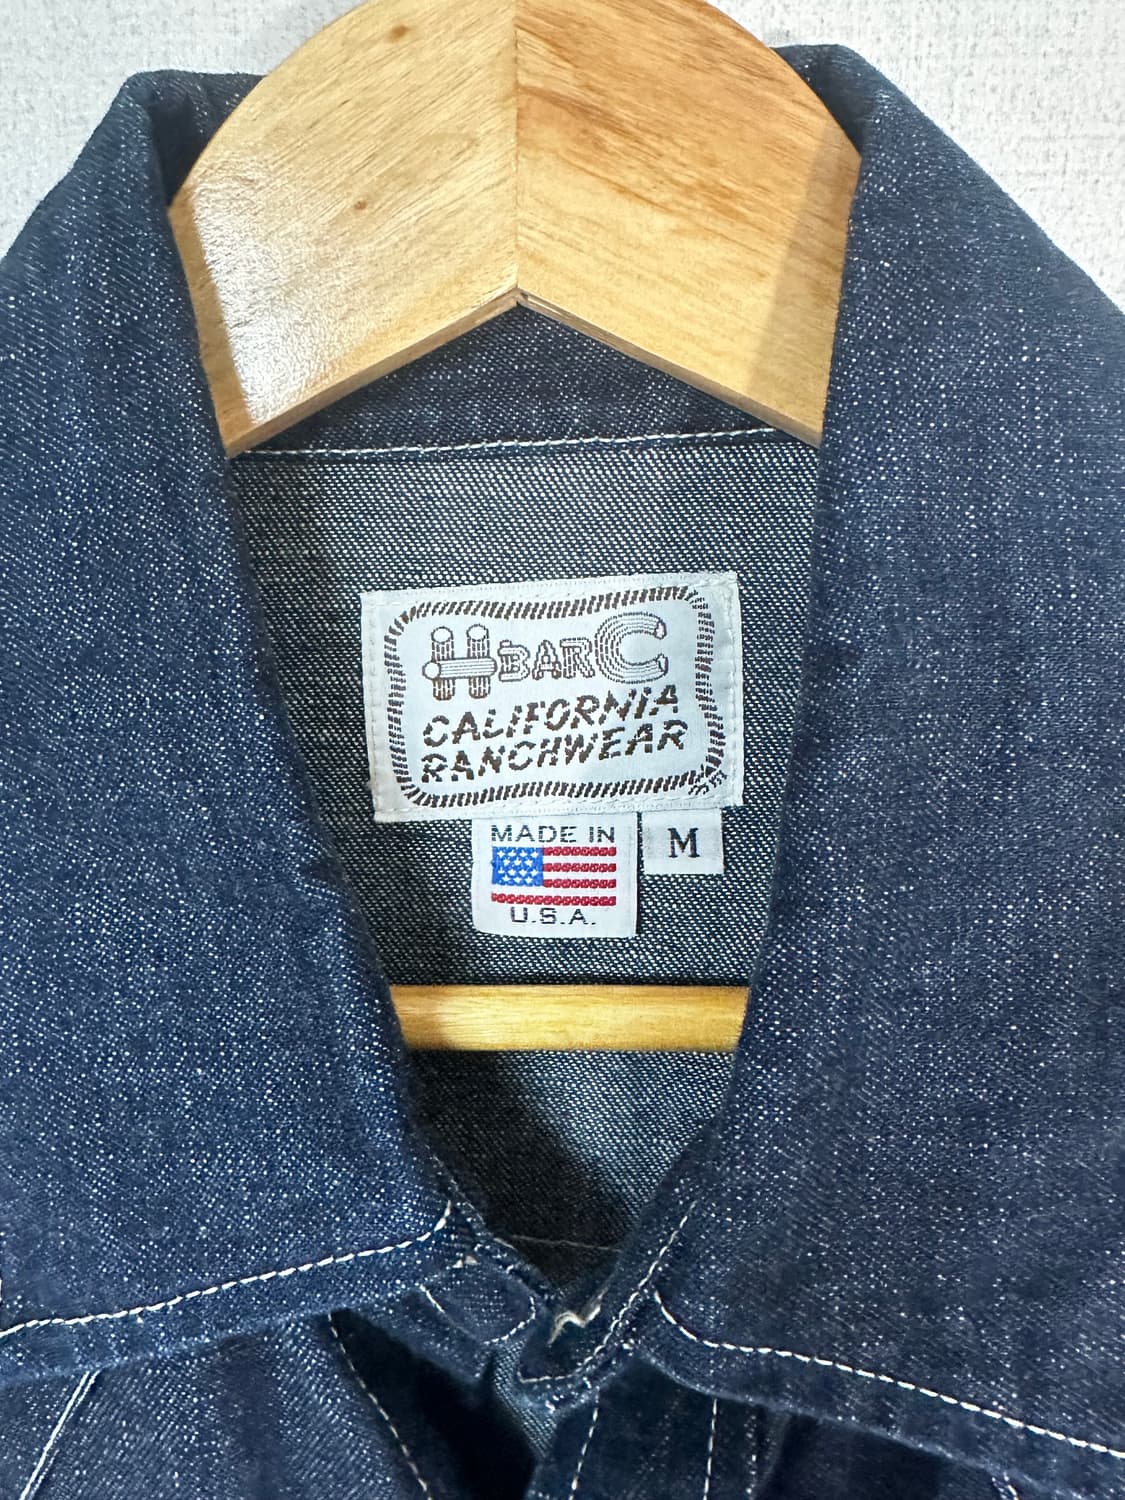 H BAR C
CALIFORNIA
RANCHWEAR
MADE IN
U.S.A.
M